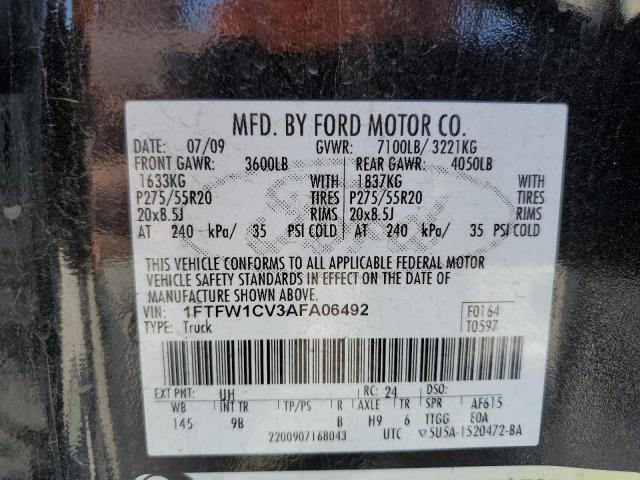 MFD. BY FORD MOTOR CO.
DATE: 07/09 GVWR: 7100LB/ 3221KG
FRONT GAWR: 3600LB REAR GAWR: 4050LB
1633KG WITH 1837KG WITH
P275/55R20 TIRES P275/55R20 TIRES
20x8.5J RIMS 20x8.5J RIMS
AT 240 kPa/ 35 PSI COLD AT 240 kPa/ 35 PSI COLD
THIS VEHICLE CONFORMS TO ALL APPLICABLE FEDERAL MOTOR
VEHICLE SAFETY STANDARDS IN EFFECT ON THE DATE OF
MANUFACTURE SHOWN ABOVE.
VIN: 1FTFW1CV3AFA06492 F0164
TYPE: Truck T0597
EXT PNT: UH RC: 24 DSO:
WB INT TR TP/PS R AXLE TR SPR AF615
145 9B B H9 6 TTGG E0A
2200907168043 UTC 5U5A-1520472-BA